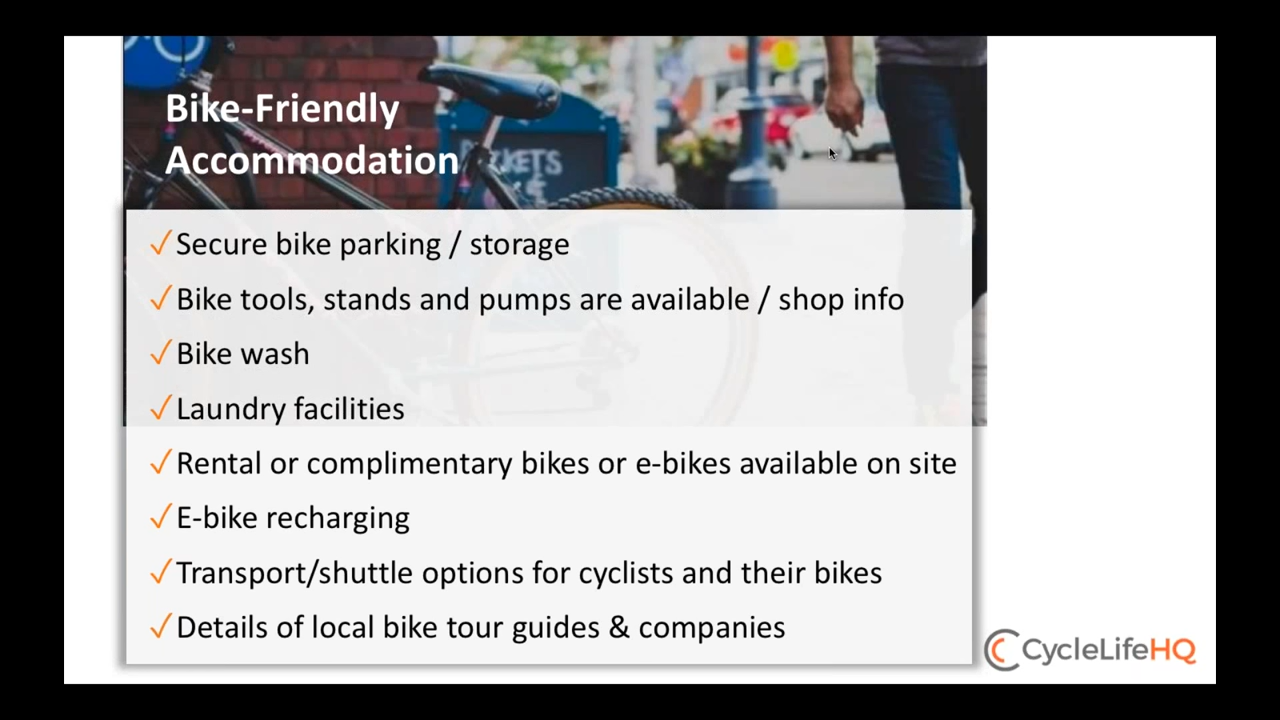 Bike-Friendly
Accommodation
✓Secure bike parking / storage
✓Bike tools, stands and pumps are available / shop info
✓Bike wash
✓Laundry facilities
✓Rental or complimentary bikes or e-bikes available on site
✓E-bike recharging
✓Transport/shuttle options for cyclists and their bikes
✓Details of local bike tour guides & companies
CycleLifeHQ